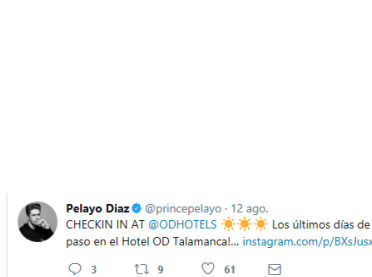 Pelayo Diaz @princepelayo · 12 ago.
CHECKIN IN AT @ODHOTELS ☀️☀️☀️ Los últimos días de
paso en el Hotel OD Talamanca!... instagram.com/p/BXsJusx
3 9 61